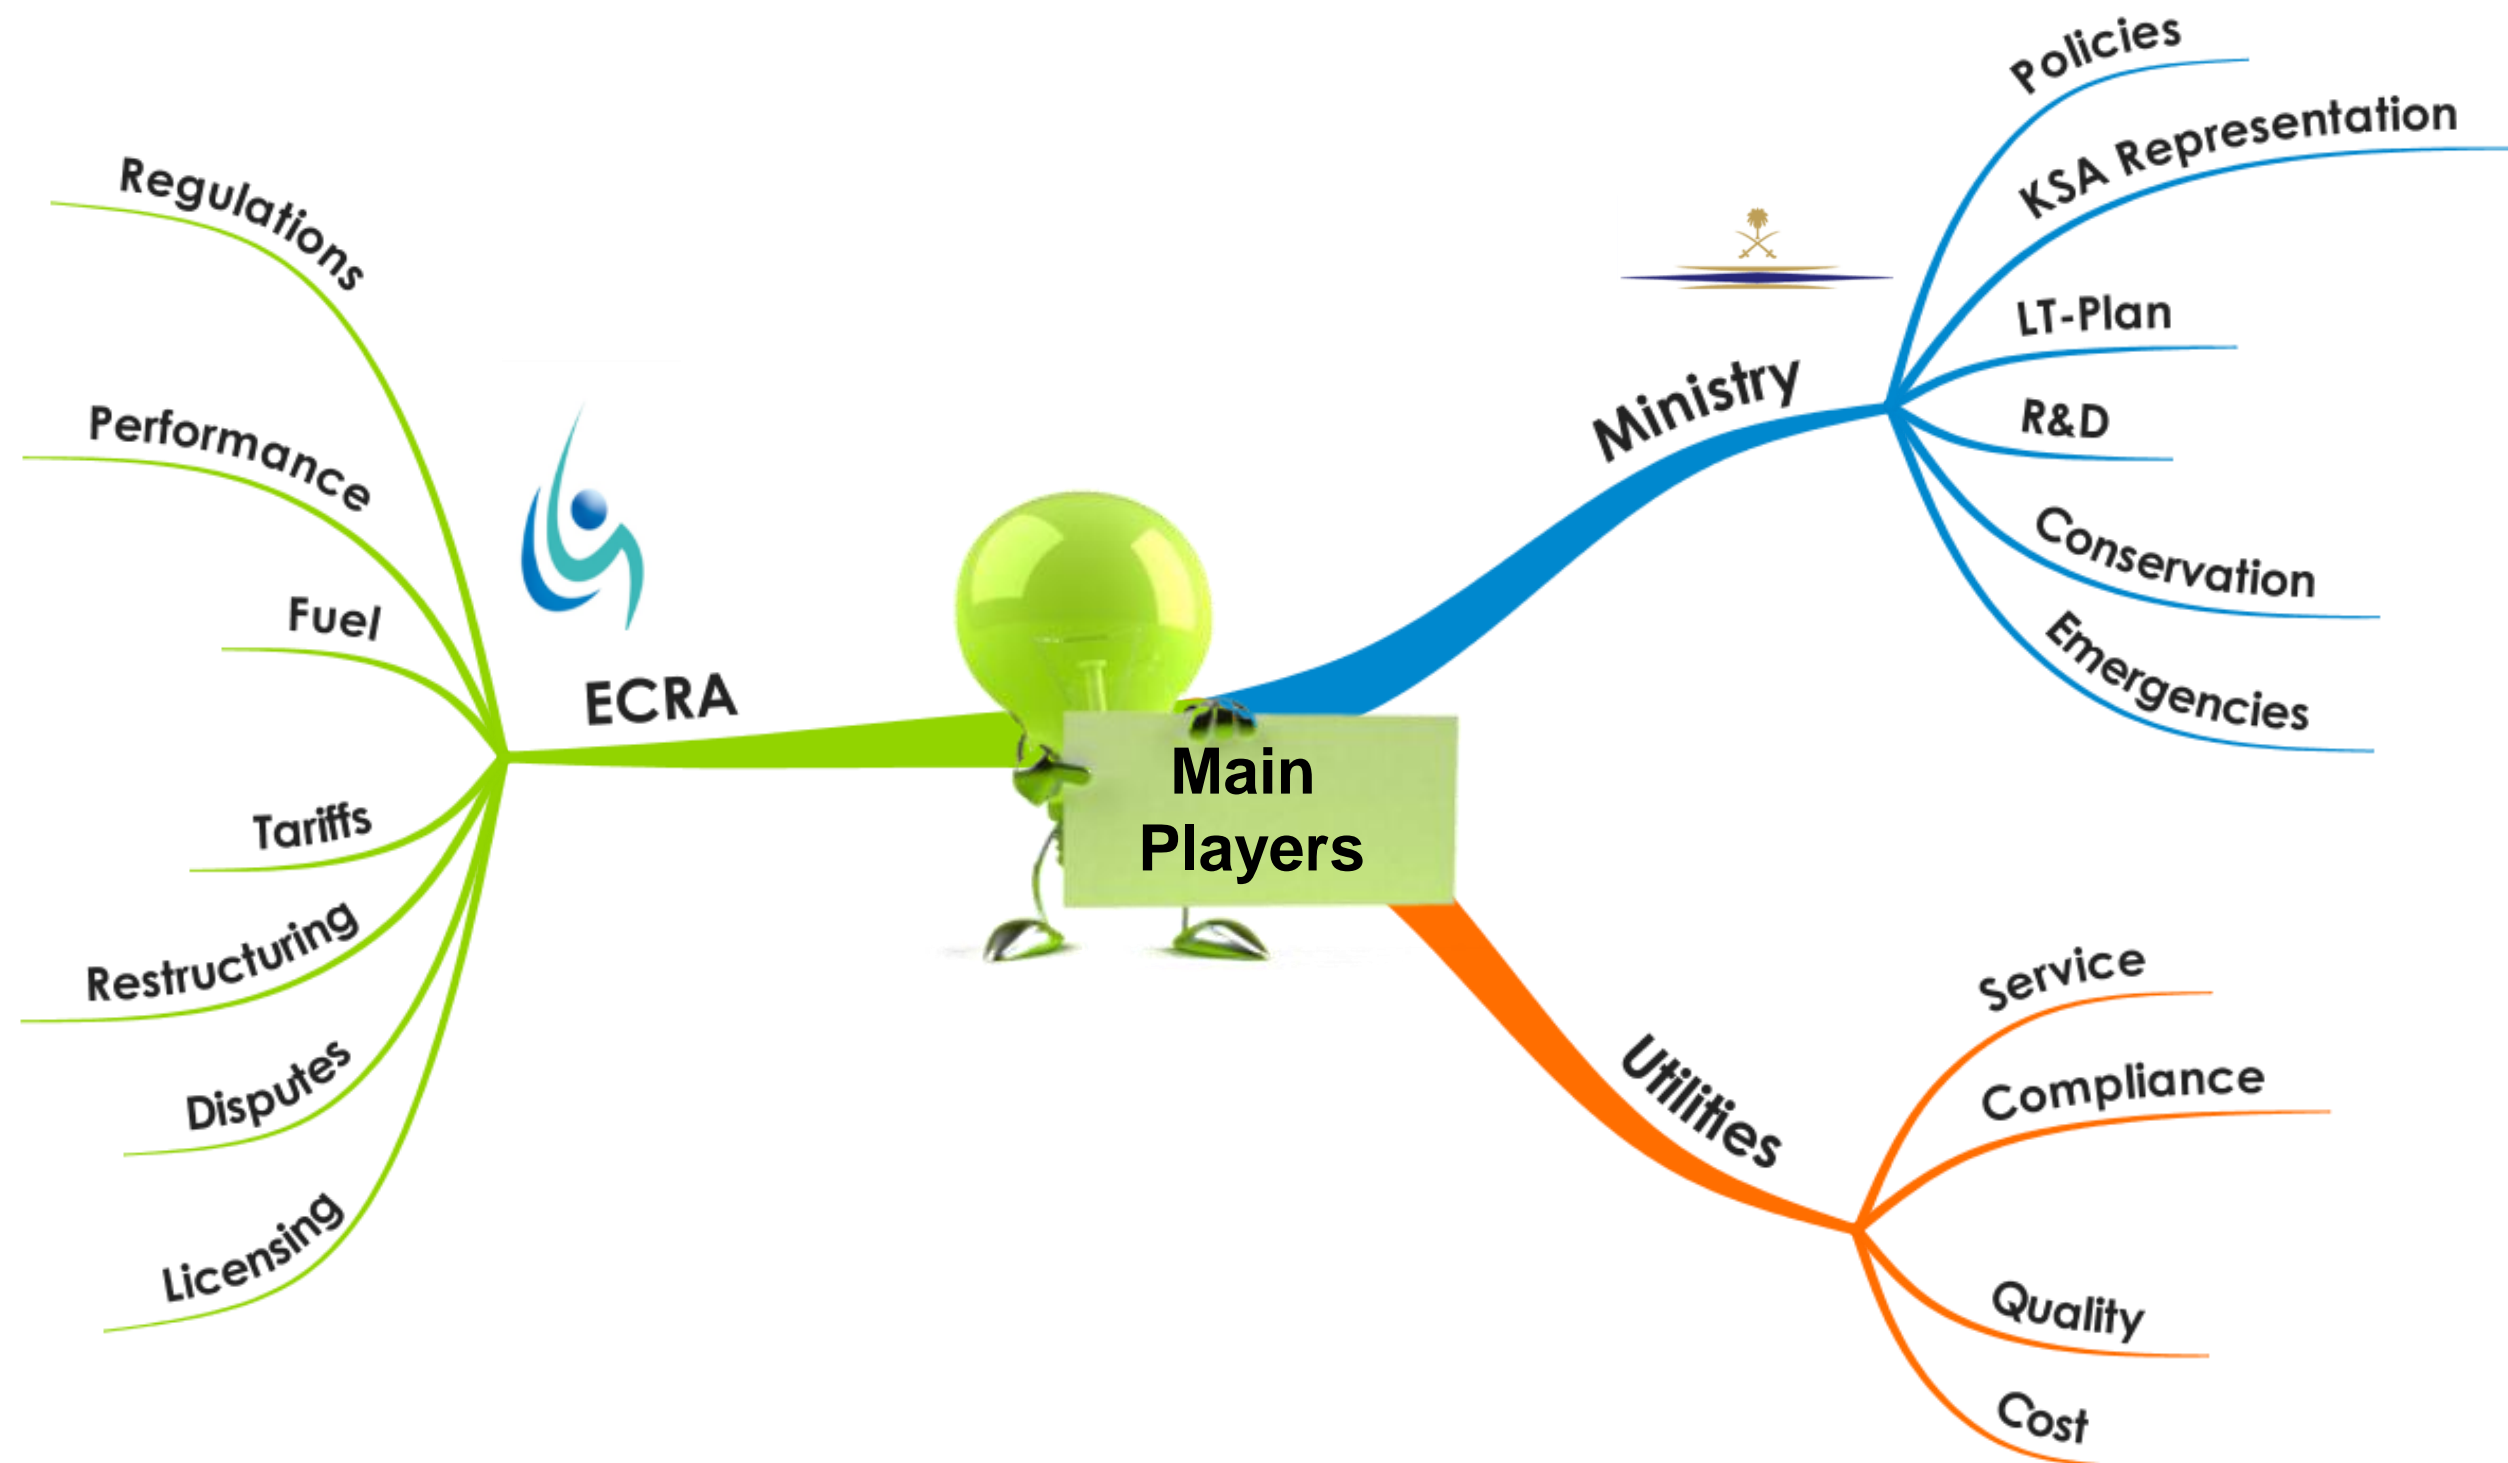 Main
Players
Ministry
Policies
KSA Representation
LT-Plan
R&D
Conservation
Emergencies
Utilities
Service
Compliance
Quality
Cost
ECRA
Regulations
Performance
Fuel
Tariffs
Restructuring
Disputes
Licensing